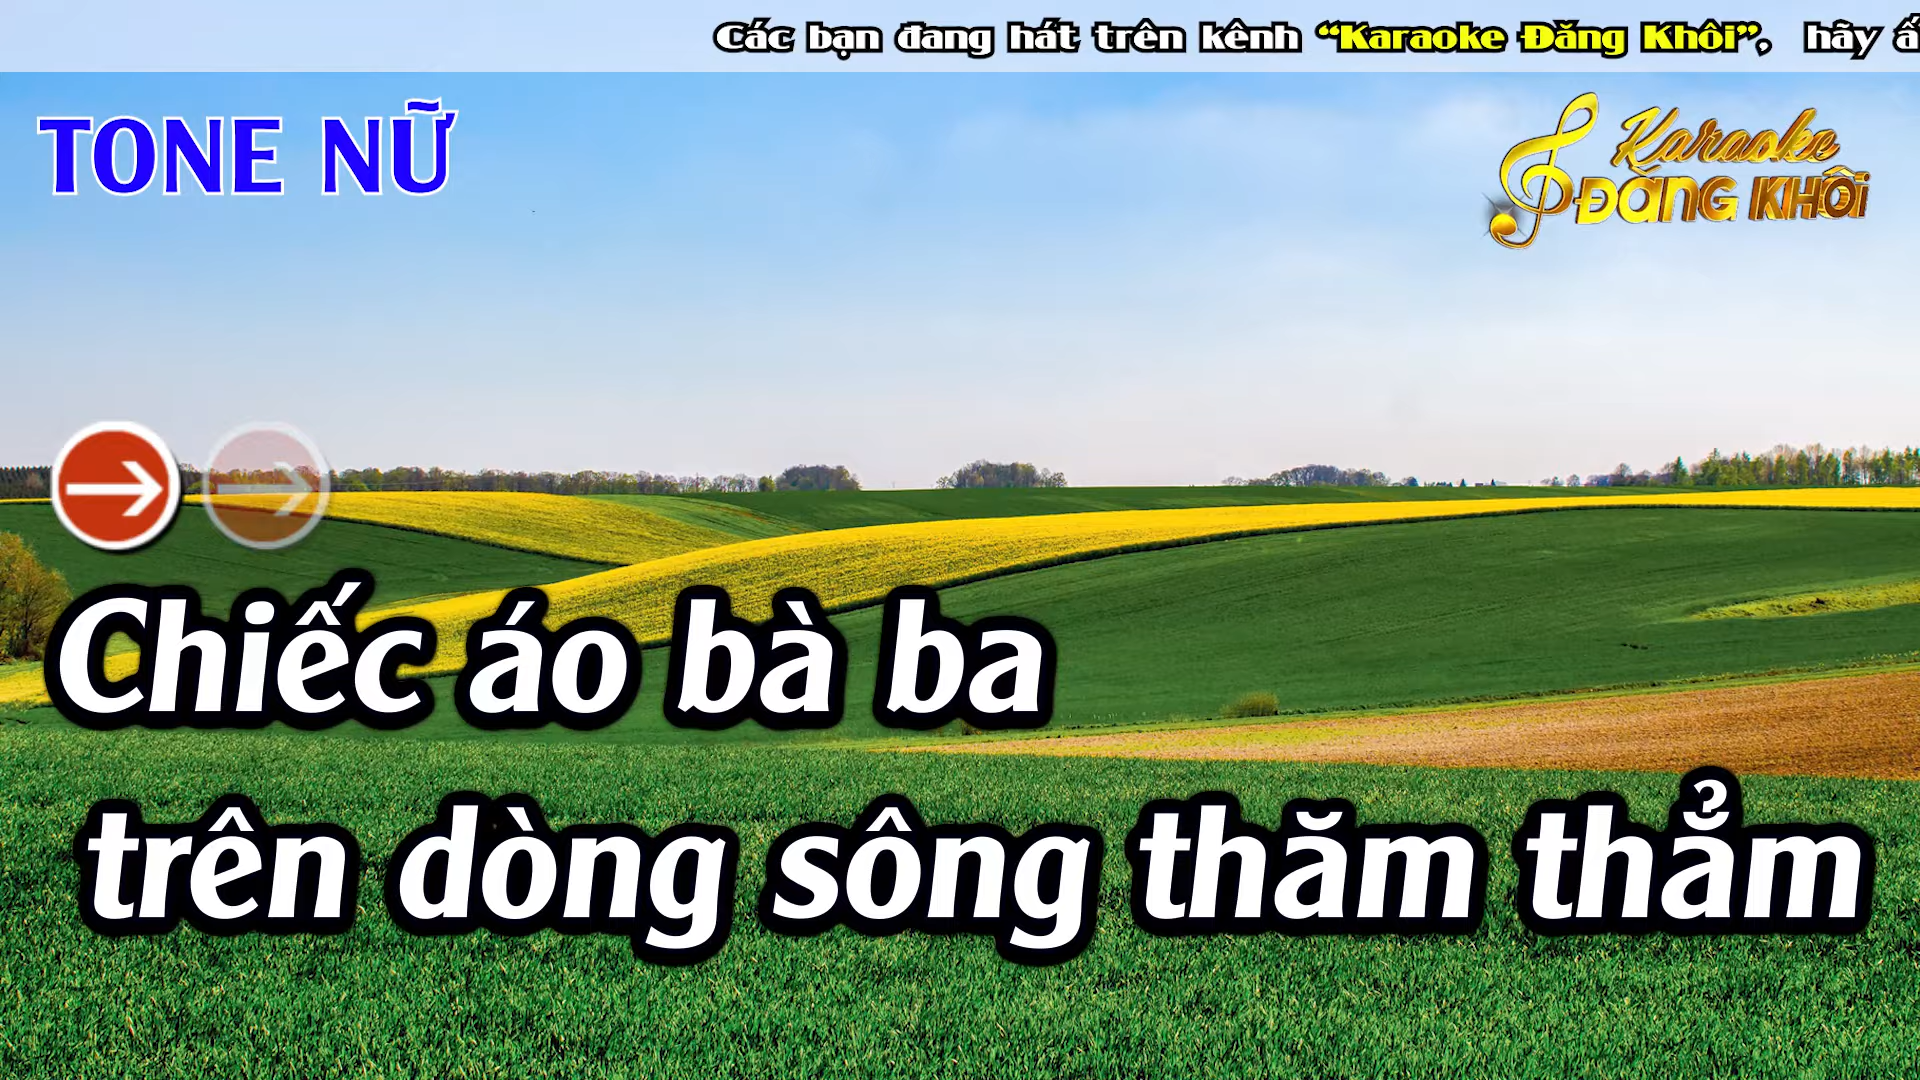 Các bạn đang hát trên kênh “Karaoke Đăng Khôi”, hãy
TONE NỮ
Karaoke
ĐĂNG KHÔI
Chiếc áo bà ba
trên dòng sông thăm thẳm